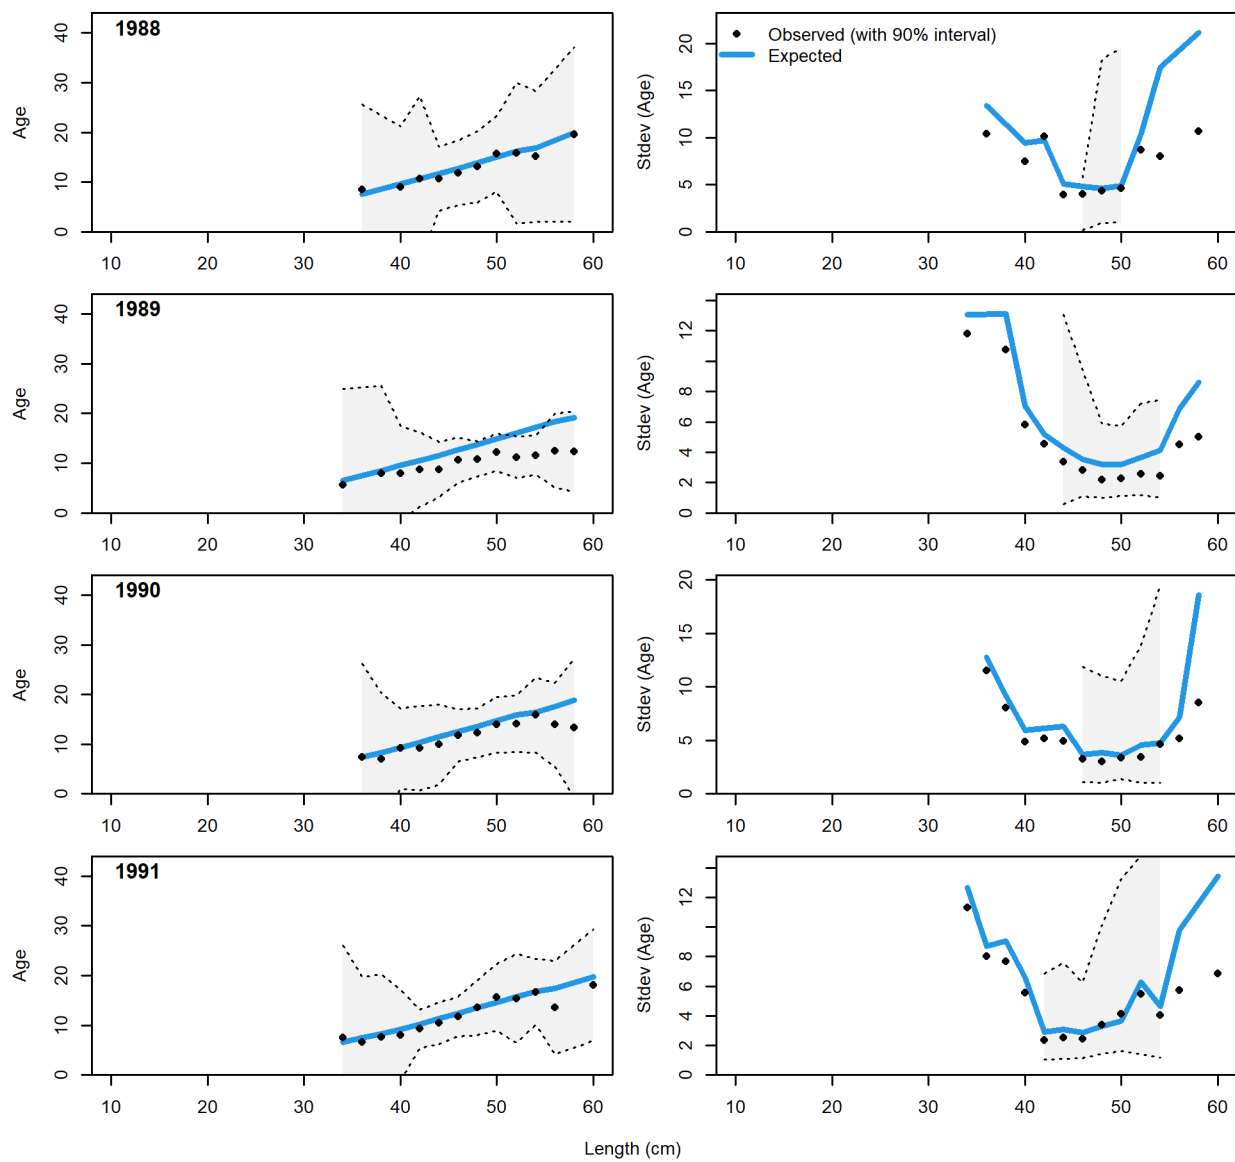 1988
Age
0 10 20 30 40
10 20 30 40 50 60
Observed (with 90% interval)
Expected
Stdev (Age)
0 5 10 15 20
10 20 30 40 50 60
1989
Age
0 10 20 30 40
10 20 30 40 50 60
Stdev (Age)
0 2 4 6 8 12
10 20 30 40 50 60
1990
Age
0 10 20 30 40
10 20 30 40 50 60
Stdev (Age)
0 5 10 15 20
10 20 30 40 50 60
1991
Age
0 10 20 30 40
10 20 30 40 50 60
Stdev (Age)
0 2 4 6 8 12
10 20 30 40 50 60
Length (cm)